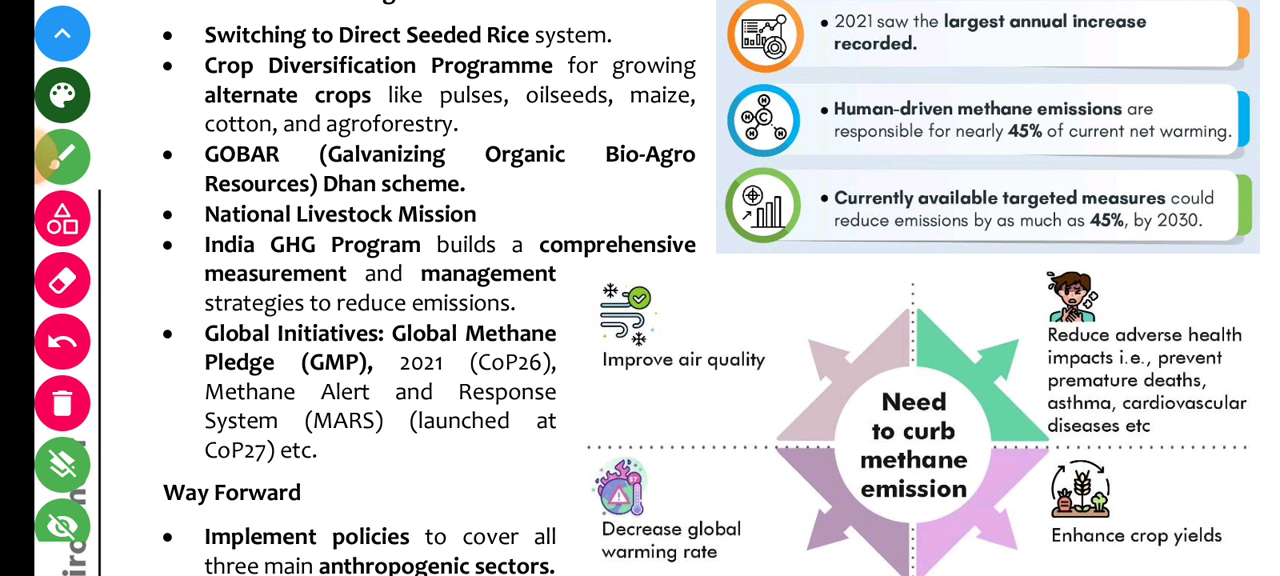 • Switching to Direct Seeded Rice system.
• Crop Diversification Programme for growing
alternate crops like pulses, oilseeds, maize,
cotton, and agroforestry.
• GOBAR (Galvanizing Organic Bio-Agro
Resources) Dhan scheme.
• National Livestock Mission
• India GHG Program builds a comprehensive
measurement and management
strategies to reduce emissions.
• Global Initiatives: Global Methane
Pledge (GMP), 2021 (CoP26),
Methane Alert and Response
System (MARS) (launched at
CoP27) etc.
Way Forward
• Implement policies to cover all
three main anthropogenic sectors.
• 2021 saw the largest annual increase
recorded.
H
H C H
H
• Human-driven methane emissions are
responsible for nearly 45% of current net warming.
• Currently available targeted measures could
reduce emissions by as much as 45%, by 2030.
Improve air quality
Reduce adverse health
impacts i.e., prevent
premature deaths,
asthma, cardiovascular
diseases etc
Need
to curb
methane
emission
Decrease global
warming rate
Enhance crop yields